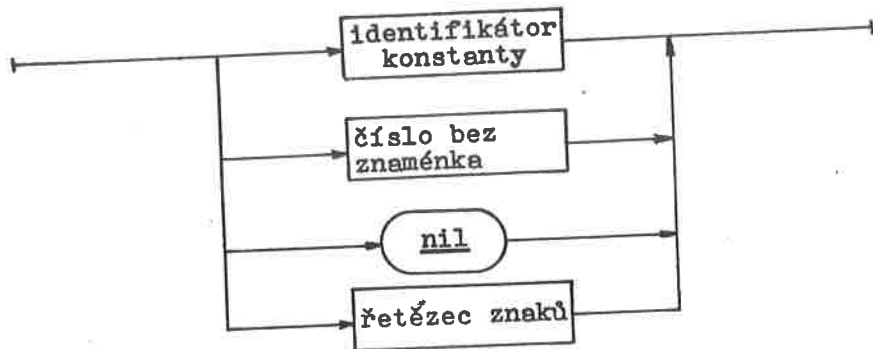 identifikátor
konstanty
číslo bez
znaménka
nil
řetězec znaků